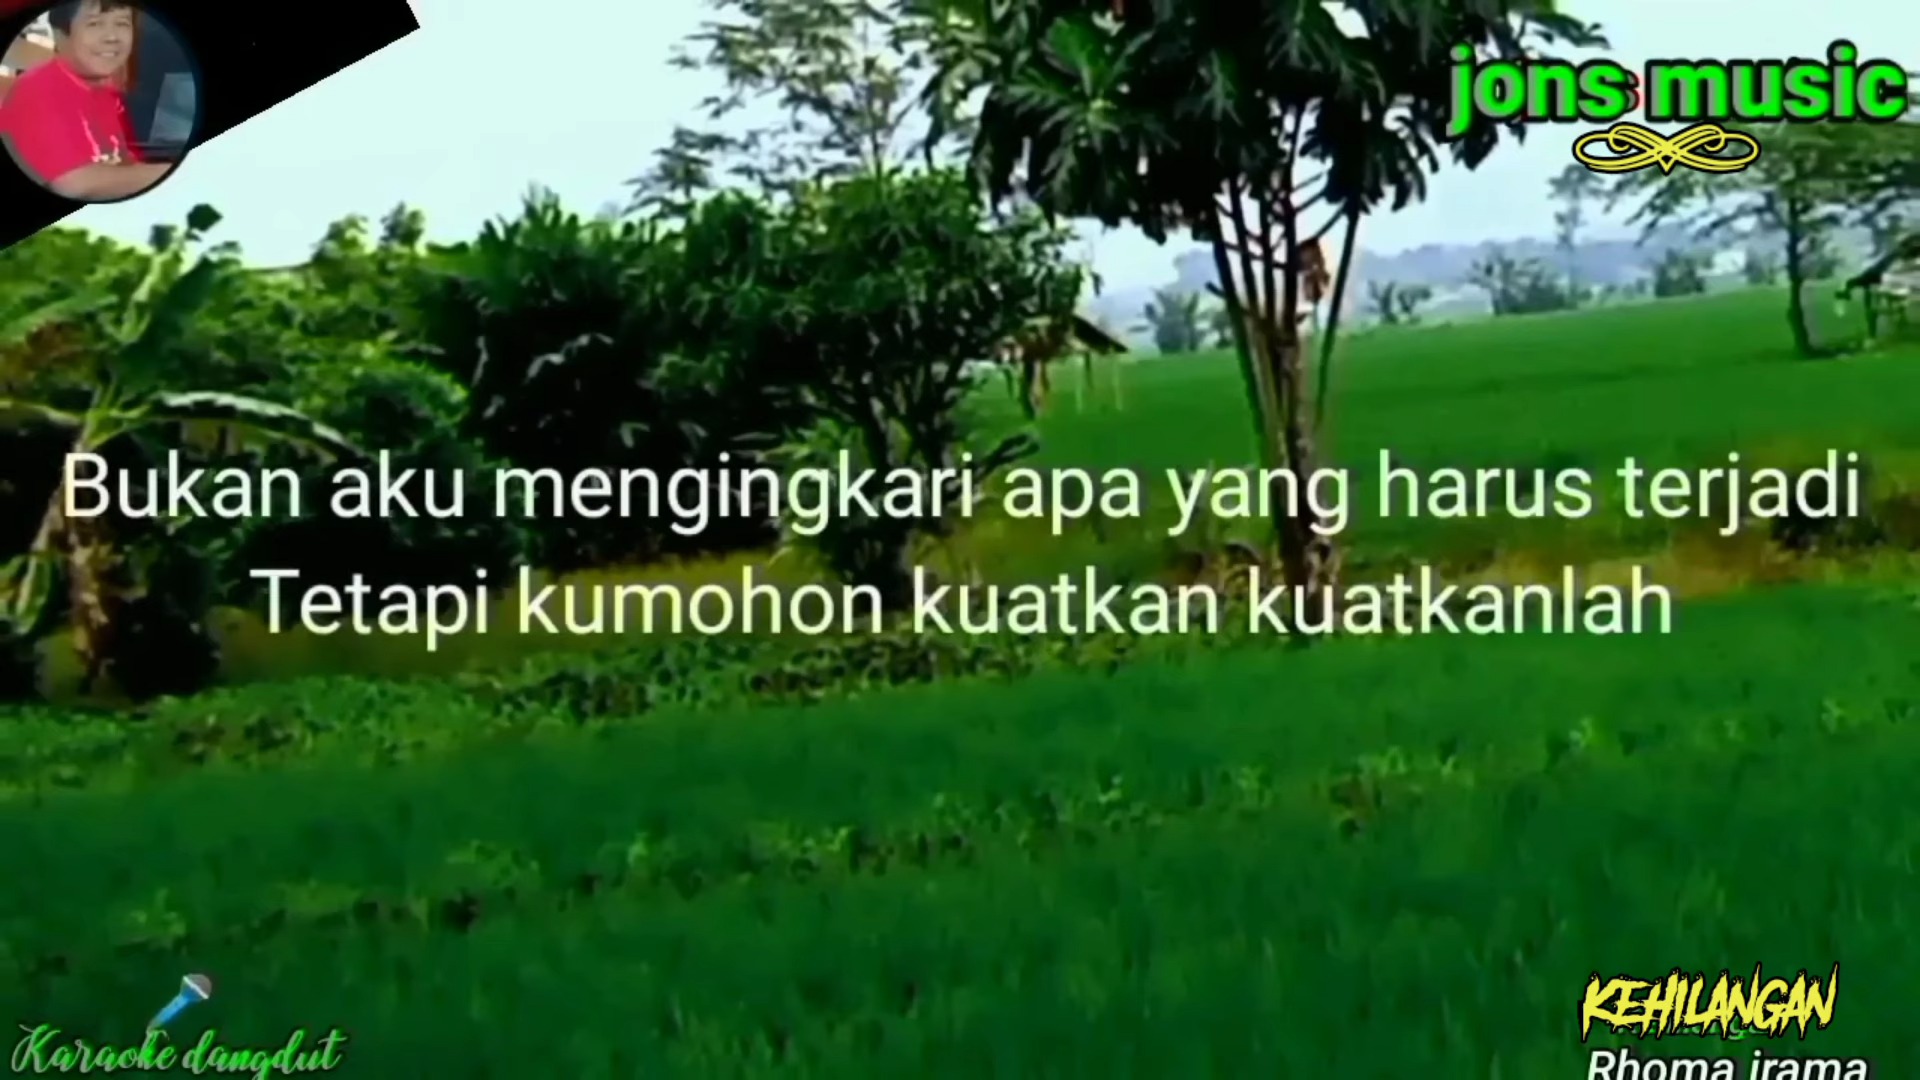 jons music
Bukan aku mengingkari apa yang harus terjadi
Tetapi kumohon kuatkan kuatkanlah
Karaoke dangdut
KEHILANGAN
Rhoma irama